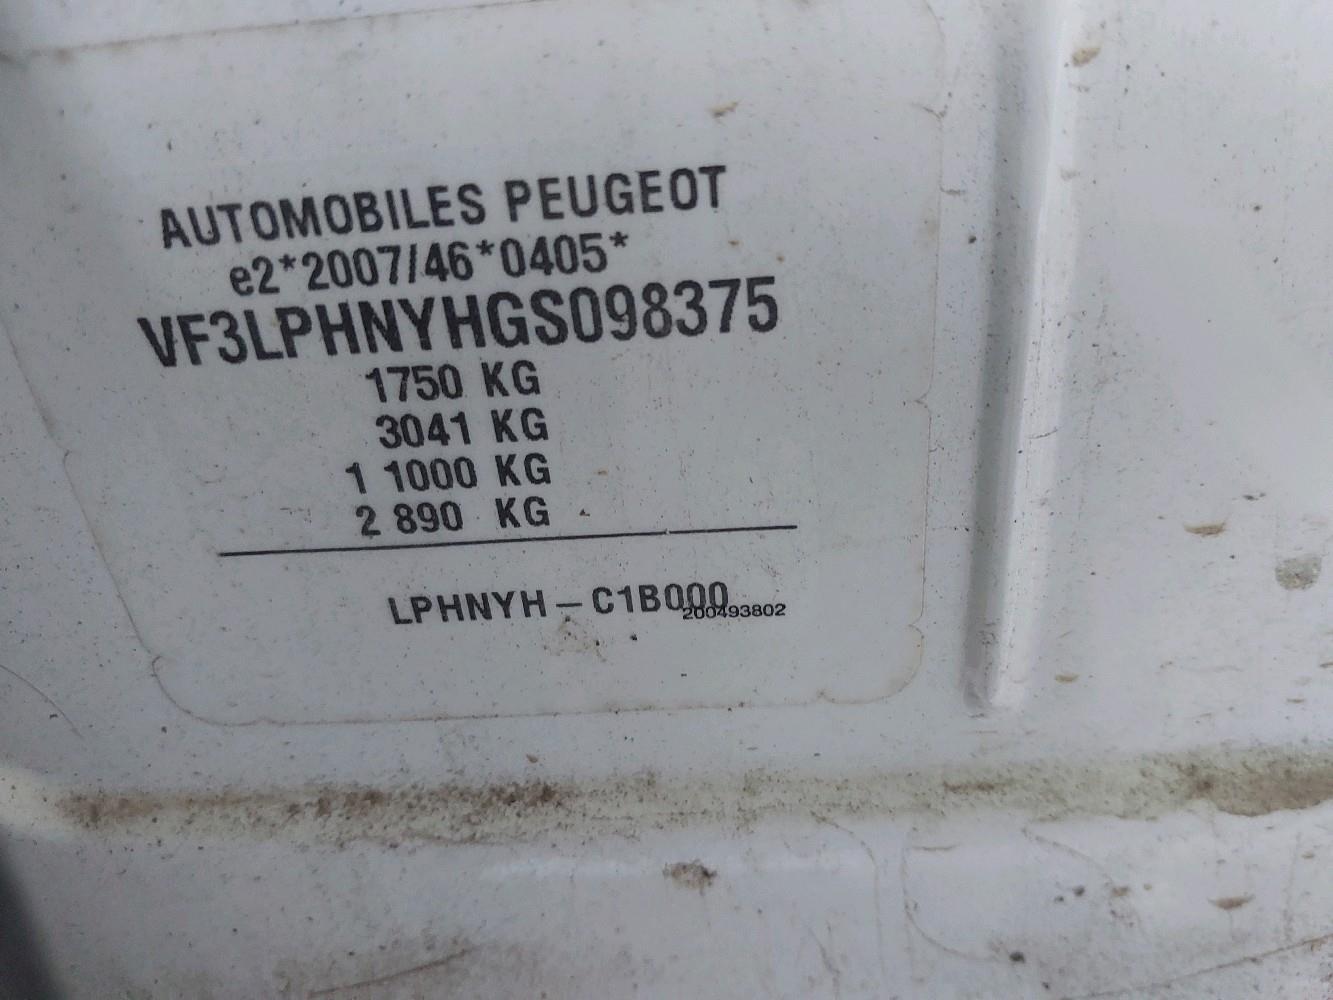 AUTOMOBILES PEUGEOT
e2*2007/46*0405*
VF3LPHNYHGS098375
1750 KG
3041 KG
1 1000 KG
2 890 KG
LPHNYH – C1B000
200493802